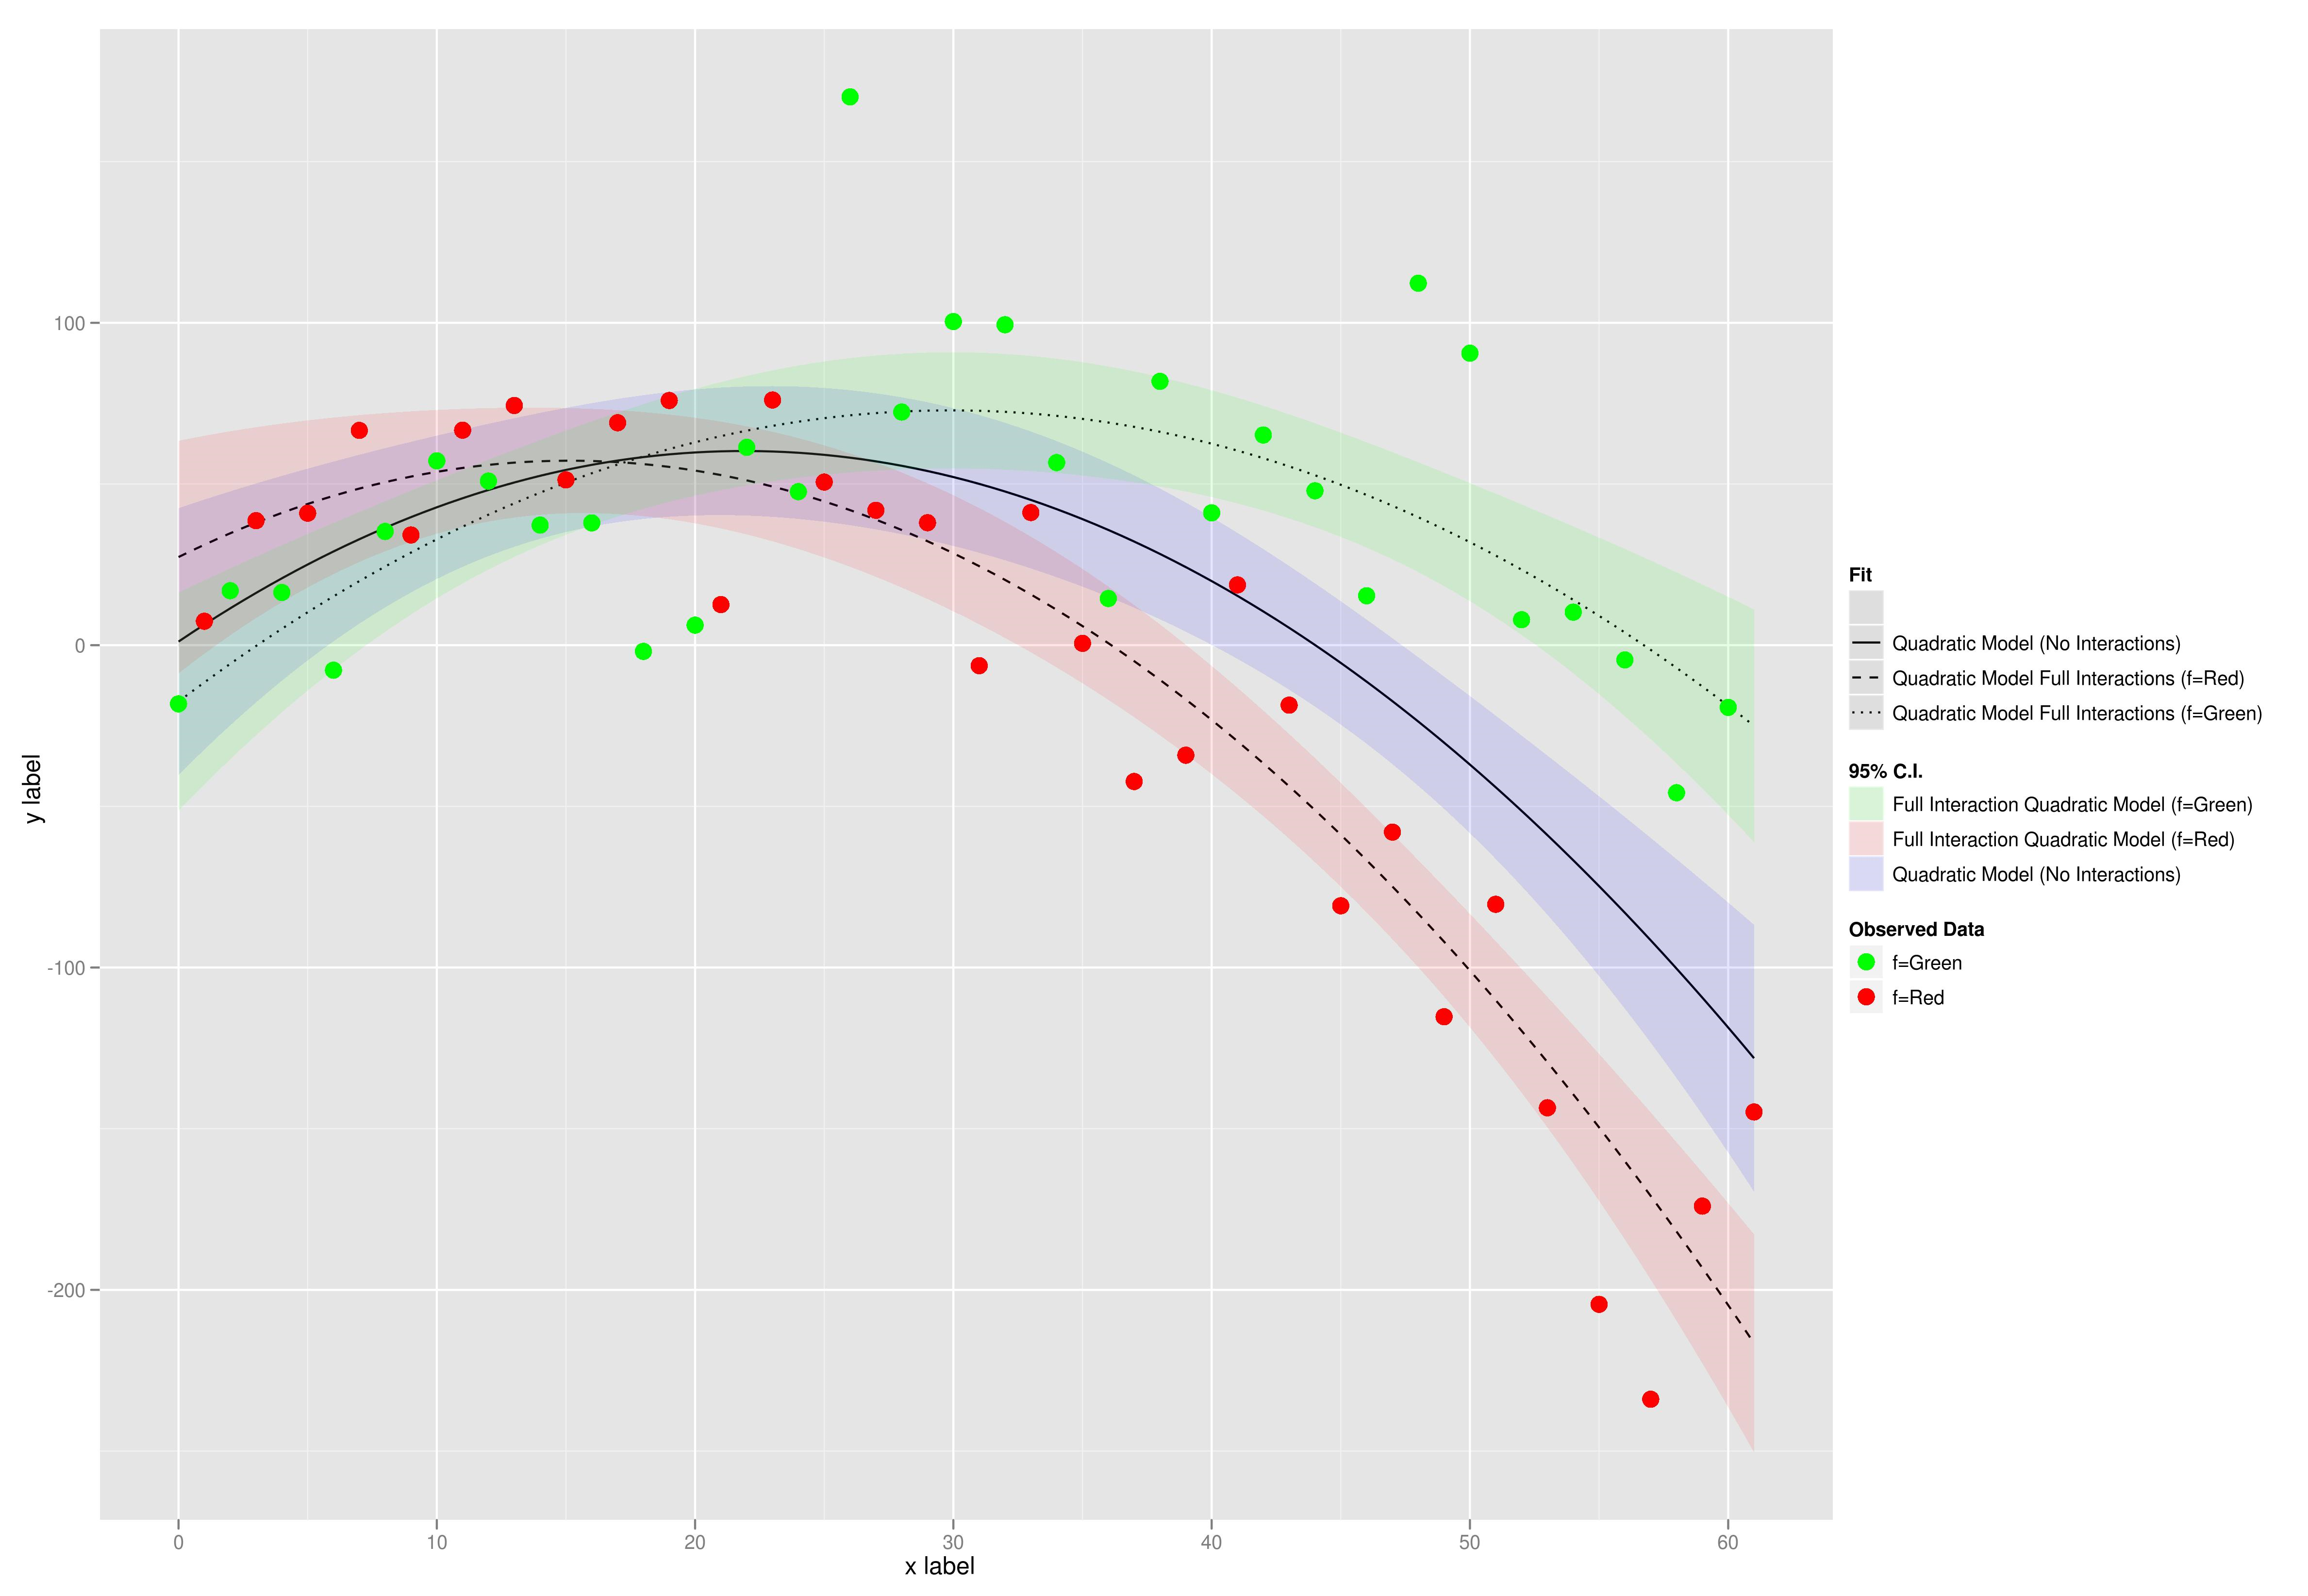 y label
100
0
-100
-200
0 10 20 30 40 50 60
x label
Fit
Quadratic Model (No Interactions)
Quadratic Model Full Interactions (f=Red)
Quadratic Model Full Interactions (f=Green)
95% C.I.
Full Interaction Quadratic Model (f=Green)
Full Interaction Quadratic Model (f=Red)
Quadratic Model (No Interactions)
Observed Data
f=Green
f=Red